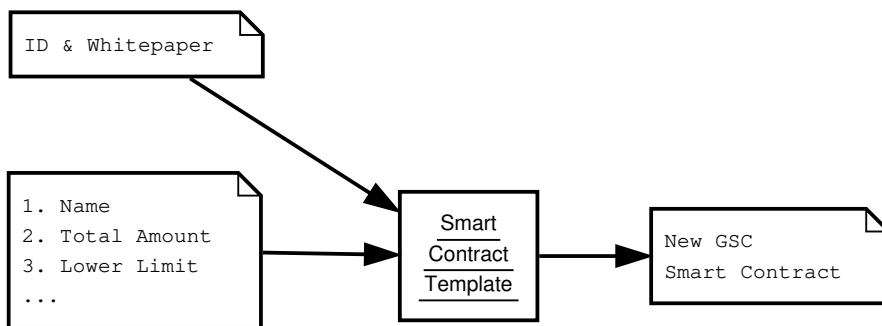 ID & Whitepaper
1. Name
2. Total Amount
3. Lower Limit
...
Smart
Contract
Template
New GSC
Smart Contract